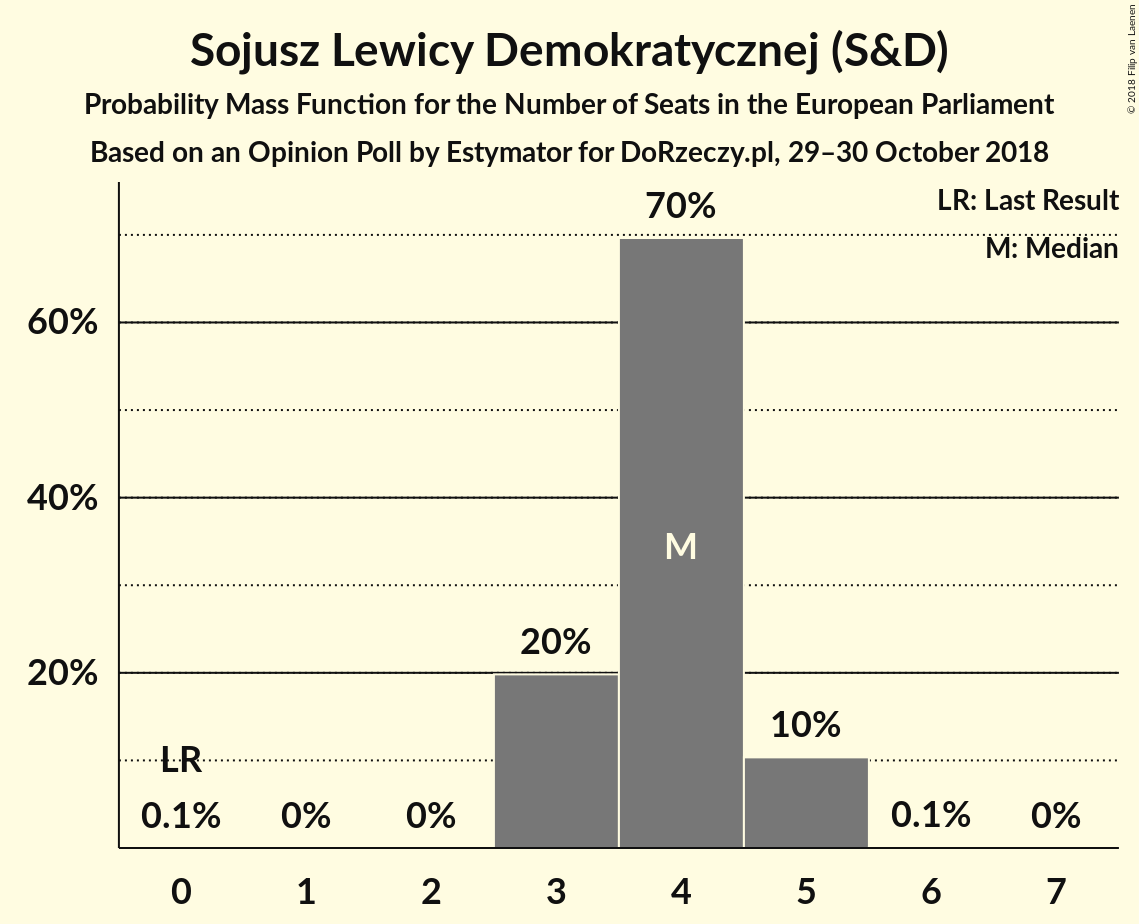 Sojusz Lewicy Demokratycznej (S&D)
Probability Mass Function for the Number of Seats in the European Parliament
Based on an Opinion Poll by Estymator for DoRzeczy.pl, 29–30 October 2018
© 2018 Filip van Laenen
LR: Last Result
M: Median
70%
60%
40%
M
20%
20%
10%
LR
0.1% 0% 0% 0.1% 0%
0 1 2 3 4 5 6 7